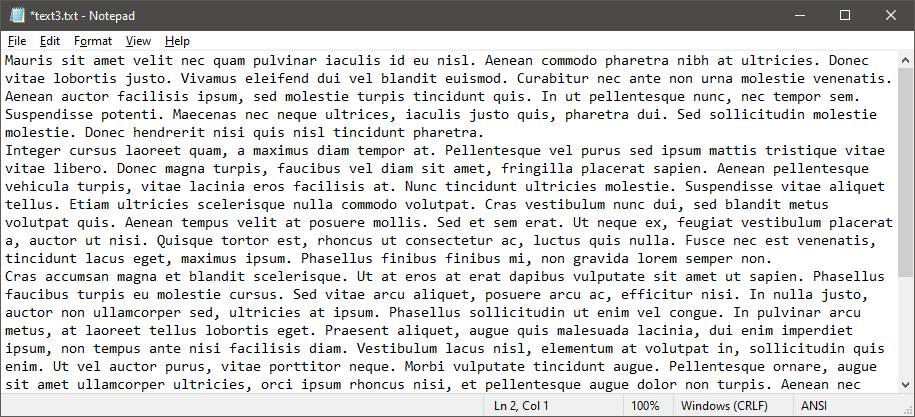 *text3.txt - Notepad
File Edit Format View Help
Mauris sit amet velit nec quam pulvinar iaculis id eu nisl. Aenean commodo pharetra nibh at ultricies. Donec
vitae lobortis justo. Vivamus eleifend dui vel blandit euismod. Curabitur nec ante non urna molestie venenatis.
Aenean auctor facilisis ipsum, sed molestie turpis tincidunt quis. In ut pellentesque nunc, nec tempor sem.
Suspendisse potenti. Maecenas nec neque ultrices, iaculis justo quis, pharetra dui. Sed sollicitudin molestie
molestie. Donec hendrerit nisi quis nisl tincidunt pharetra.
Integer cursus laoreet quam, a maximus diam tempor at. Pellentesque vel purus sed ipsum mattis tristique vitae
vitae libero. Donec magna turpis, faucibus vel diam sit amet, fringilla placerat sapien. Aenean pellentesque
vehicula turpis, vitae lacinia eros facilisis at. Nunc tincidunt ultricies molestie. Suspendisse vitae aliquet
tellus. Etiam ultricies scelerisque nulla commodo volutpat. Cras vestibulum nunc dui, sed blandit metus
volutpat quis. Aenean tempus velit at posuere mollis. Sed et sem erat. Ut neque ex, feugiat vestibulum placerat
a, auctor ut nisi. Quisque tortor est, rhoncus ut consectetur ac, luctus quis nulla. Fusce nec est venenatis,
tincidunt lacus eget, maximus ipsum. Phasellus finibus finibus mi, non gravida lorem semper non.
Cras accumsan magna et blandit scelerisque. Ut at eros at erat dapibus vulputate sit amet ut sapien. Phasellus
faucibus turpis eu molestie cursus. Sed vitae arcu aliquet, posuere arcu ac, efficitur nisi. In nulla justo,
auctor non ullamcorper sed, ultricies at ipsum. Phasellus sollicitudin ut enim vel congue. In pulvinar arcu
metus, at laoreet tellus lobortis eget. Praesent aliquet, augue quis malesuada lacinia, dui enim imperdiet
ipsum, non tempus ante nisi facilisis diam. Vestibulum lacus nisl, elementum at volutpat in, sollicitudin quis
enim. Ut vel auctor purus, vitae porttitor neque. Morbi vulputate tincidunt augue. Pellentesque ornare, augue
sit amet ullamcorper ultricies, orci ipsum rhoncus nisi, et pellentesque augue dolor non turpis. Aenean nec
Ln 2, Col 1 100% Windows (CRLF) ANSI